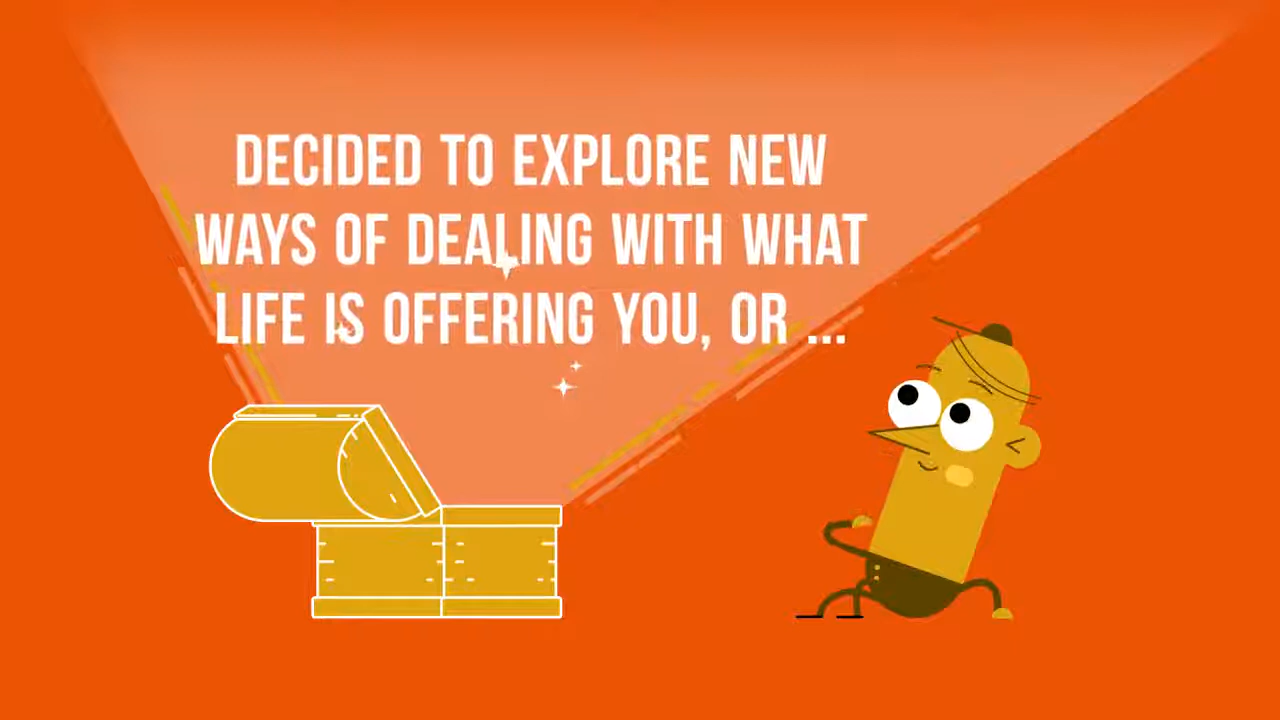 DECIDED TO EXPLORE NEW
WAYS OF DEALING WITH WHAT
LIFE IS OFFERING YOU, OR ...